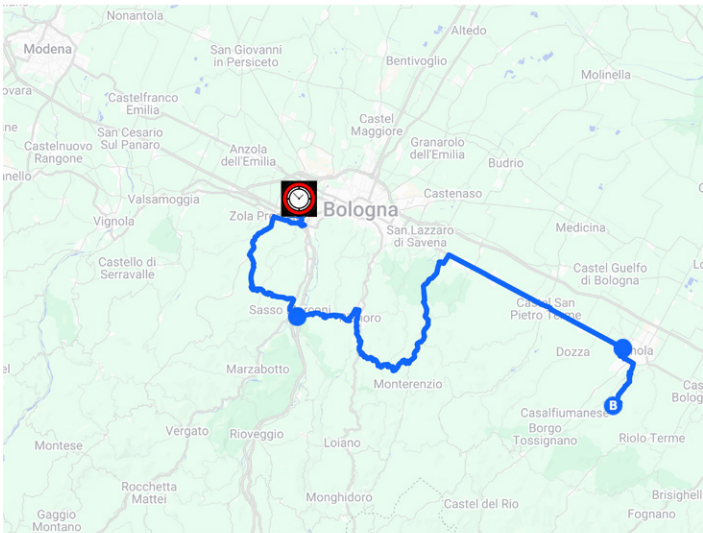 Nonantola
Altedo
Modena
San Giovanni
in Persiceto
Bentivoglio
Molinella
Castelfranco
Emilia
Castel
Maggiore
San Cesario
Sul Panaro
Castelnuovo
Rangone
Anzola
dell'Emilia
Granarolo
dell'Emilia
Budrio
Valsamoggia
Castenaso
Vignola
Zola Pre
Bologna
Medicina
San Lazzaro
di Savena
Castello di
Serravalle
Castel Guelfo
di Bologna
Castel San
Pietro Terme
Sasso
Dozza
Marzabotto
Monterenzio
B
Casalfiumanese
Borgo
Tossignano
Riolo Terme
Vergato
Rioveggio
Loiano
Montese
Rocchetta
Mattei
Monghidoro
Castel del Rio
Brisighell
Gaggio
Montano
Fognano